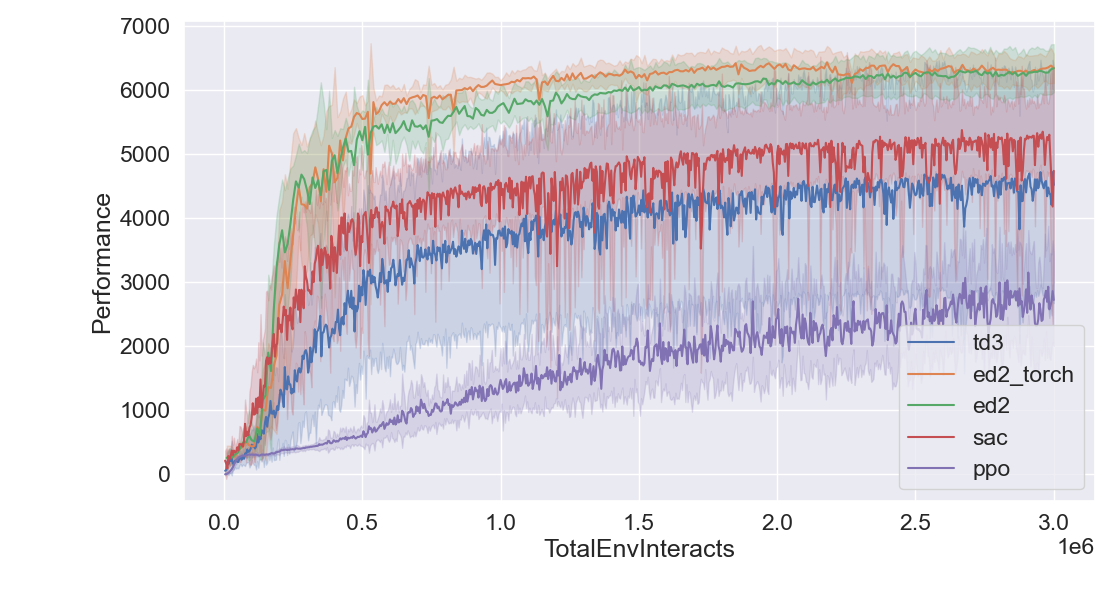 7000
6000
5000
4000
3000
2000
1000
0
Performance
0.0 0.5 1.0 1.5 2.0 2.5 3.0
1e6
TotalEnvInteracts
td3
ed2_torch
ed2
sac
ppo